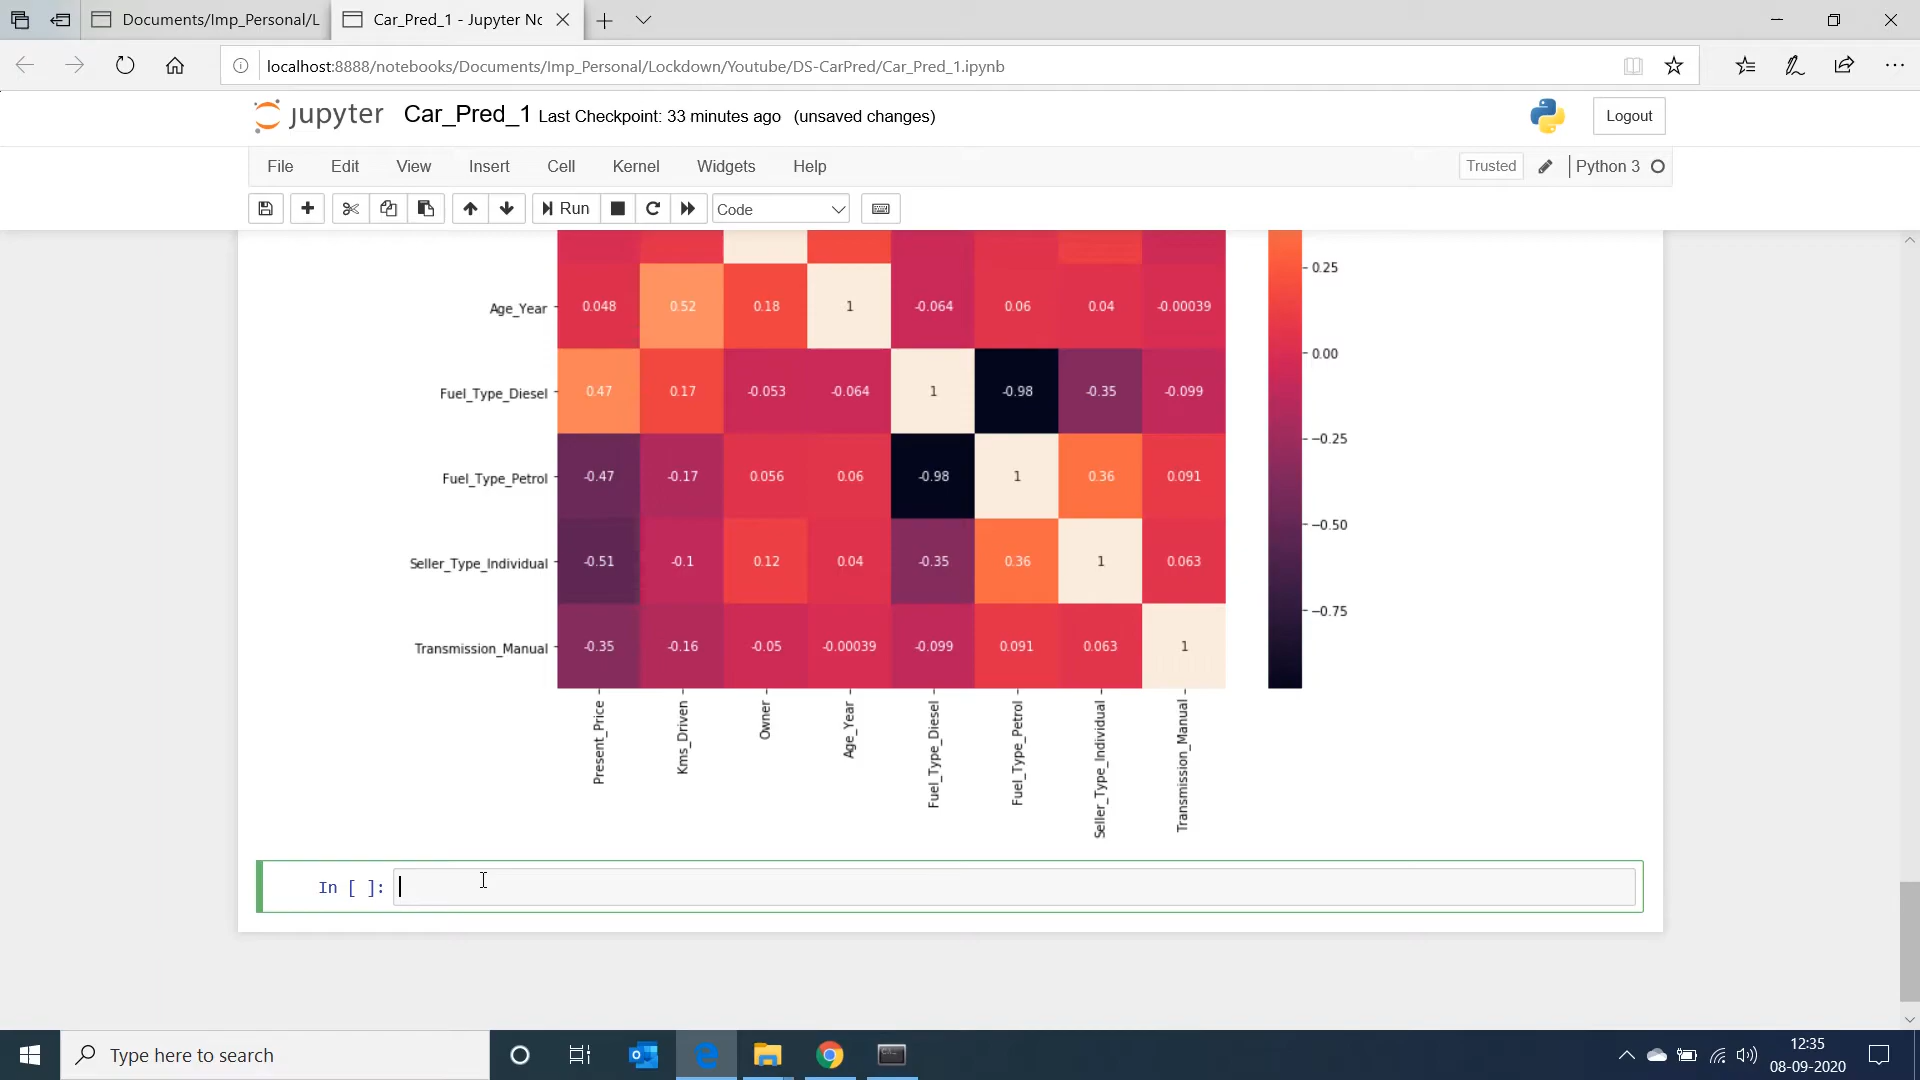 Documents/Imp_Personal/L
Car_Pred_1 - Jupyter Nc
localhost:8888/notebooks/Documents/Imp_Personal/Lockdown/Youtube/DS-CarPred/Car_Pred_1.ipynb
jupyter Car_Pred_1 Last Checkpoint: 33 minutes ago (unsaved changes)
Logout
File Edit View Insert Cell Kernel Widgets Help
Trusted Python 3
Run Code
0.25
Age_Year 0.048 0.52 0.18 1 -0.064 0.06 0.04 -0.00039
0.00
Fuel_Type_Diesel 0.47 0.17 -0.053 -0.064 1 -0.98 -0.35 -0.099
−0.25
Fuel_Type_Petrol -0.47 -0.17 0.056 0.06 -0.98 1 0.36 0.091
−0.50
Seller_Type_Individual -0.51 -0.1 0.12 0.04 -0.35 0.36 1 0.063
−0.75
Transmission_Manual -0.35 -0.16 -0.05 -0.00039 -0.099 0.091 0.063 1
Present_Price
Kms_Driven
Owner
Age_Year
Fuel_Type_Diesel
Fuel_Type_Petrol
Seller_Type_Individual
Transmission_Manual
In [ ]:
Type here to search
12:35
08-09-2020